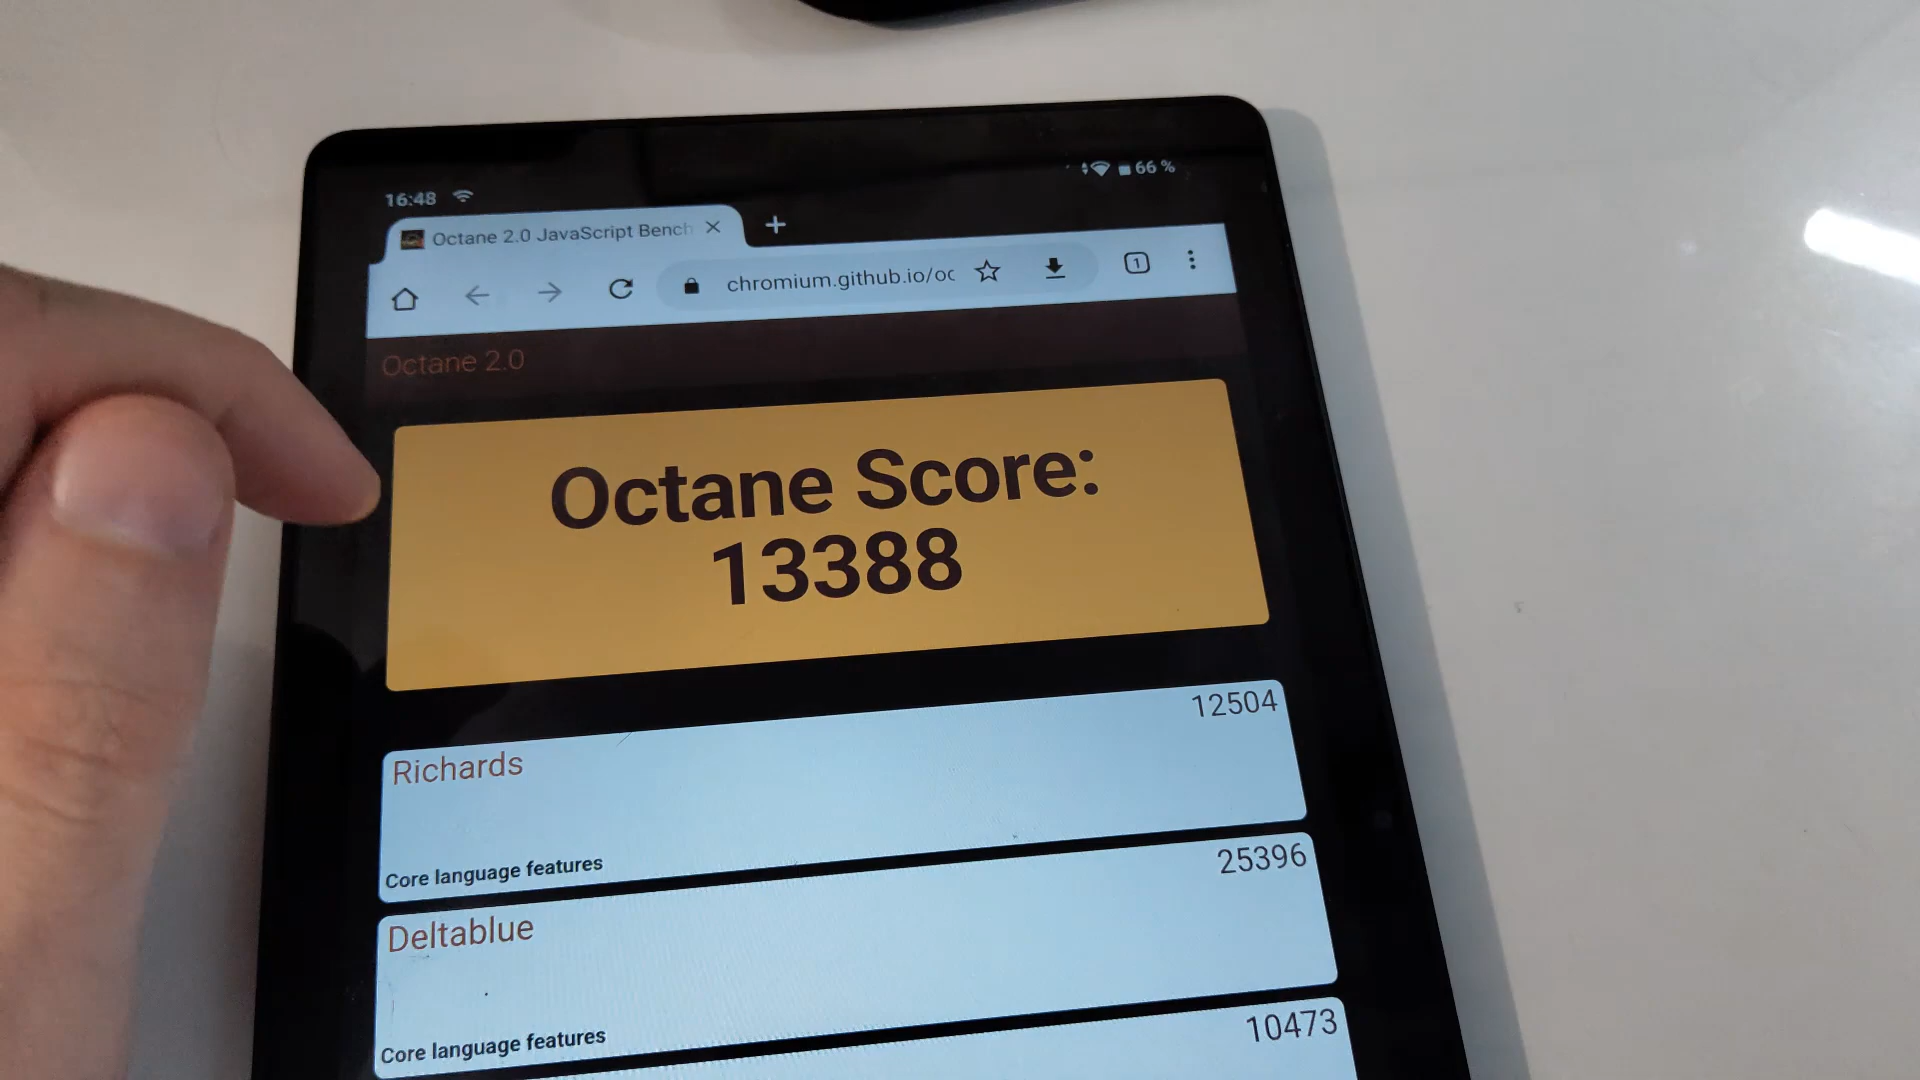 16:48
66 %
Octane 2.0 JavaScript Bench
chromium.github.io/oc
1
Octane 2.0
Octane Score:
13388
12504
Richards
Core language features
25396
Deltablue
Core language features
10473